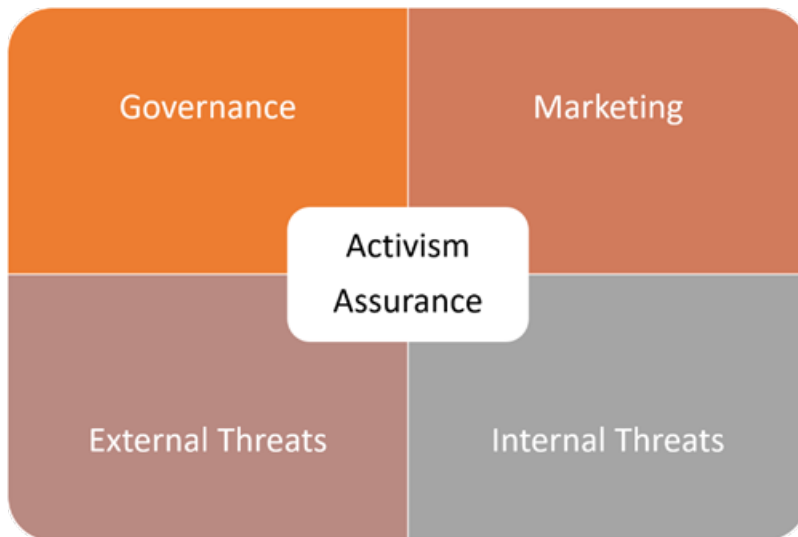 Governance
Marketing
Activism
Assurance
External Threats
Internal Threats